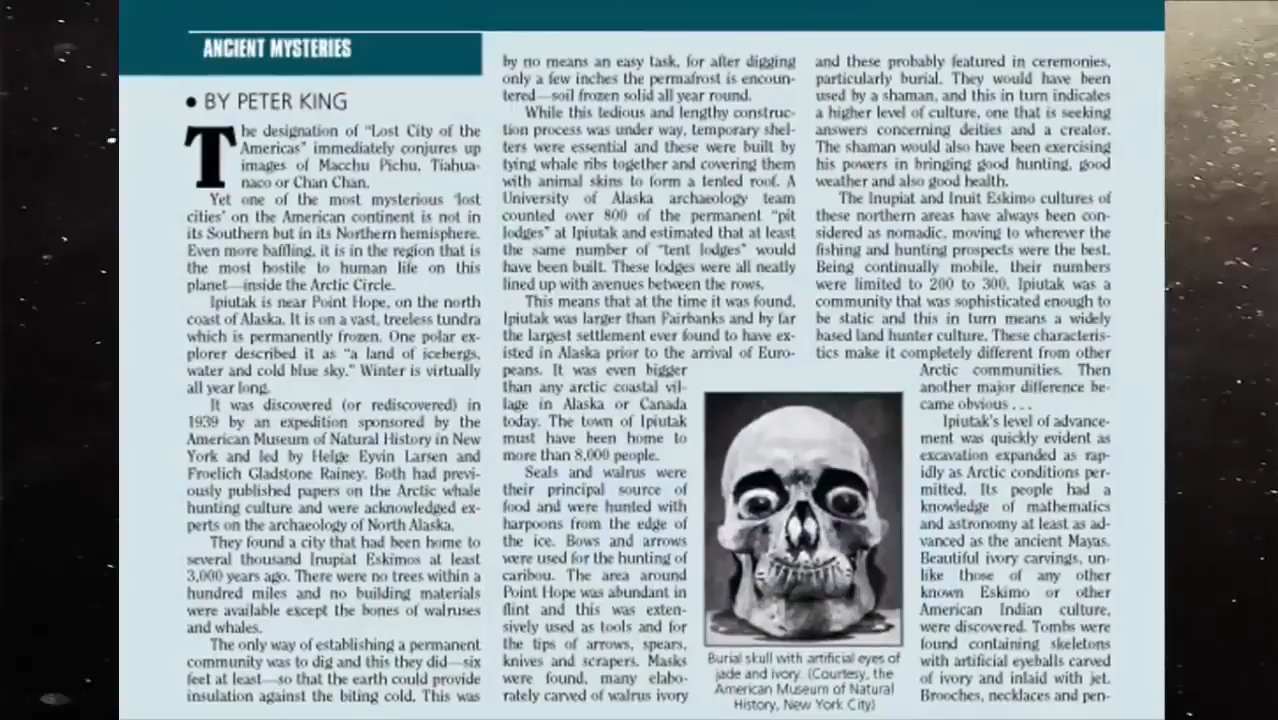 ANCIENT MYSTERIES
• BY PETER KING
The designation of "Lost City of the
Americas" immediately conjures up
images of Macchu Pichu, Tiahua-
naco or Chan Chan.
Yet one of the most mysterious 'lost
cities' on the American continent is not in
its Southern but in its Northern hemisphere.
Even more baffling, it is in the region that is
the most hostile to human life on this
planet—inside the Arctic Circle.
Ipiutak is near Point Hope, on the north
coast of Alaska. It is on a vast, treeless tundra
which is permanently frozen. One polar ex-
plorer described it as "a land of icebergs,
water and cold blue sky." Winter is virtually
all year long.
It was discovered (or rediscovered) in
1939 by an expedition sponsored by the
American Museum of Natural History in New
York and led by Helge Eyvin Larsen and
Froelich Gladstone Rainey. Both had previ-
ously published papers on the Arctic whale
hunting culture and were acknowledged ex-
perts on the archaeology of North Alaska.
They found a city that had been home to
several thousand Inupial Eskimos at least
3,000 years ago. There were no trees within a
hundred miles and no building materials
were available except the bones of walruses
and whales.
The only way of establishing a permanent
community was to dig and this they did—six
feet at least—so that the earth could provide
insulation against the biting cold. This was
by no means an easy task, for after digging
only a few inches the permafrost is encoun-
tered—soil frozen solid all year round.
While this tedious and lengthy construc-
tion process was under way, temporary shel-
ters were essential and these were built by
tying whale ribs together and covering them
with animal skins to form a tented roof. A
University of Alaska archaeology team
counted over 800 of the permanent "pit
lodges" at Ipiutak and estimated that at least
the same number of "tent lodges" would
have been built. These lodges were all neatly
lined up with avenues between the rows.
This means that at the time it was found,
Ipiutak was larger than Fairbanks and by far
the largest settlement ever found to have ex-
isted in Alaska prior to the arrival of Euro-
peans. It was even bigger
than any arctic coastal vil-
lage in Alaska or Canada
today. The town of Ipiutak
must have been home to
more than 8,000 people.
Seals and walrus were
their principal source of
food and were hunted with
harpoons from the edge of
the ice. Bows and arrows
were used for the hunting of
caribou. The area around
Point Hope was abundant in
flint and this was exten-
sively used as tools and for
the tips of arrows, spears,
knives and scrapers. Masks
were found, many elabo-
rately carved of walrus ivory
and these probably featured in ceremonies,
particularly burial. They would have been
used by a shaman, and this in turn indicates
a higher level of culture, one that is seeking
answers concerning deities and a creator.
The shaman would also have been exercising
his powers in bringing good hunting, good
weather and also good health.
The Inupiat and Inuit Eskimo cultures of
these northern areas have always been con-
sidered as nomadic, moving to wherever the
fishing and hunting prospects were the best.
Being continually mobile, their numbers
were limited to 200 to 300. Ipiutak was a
community that was sophisticated enough to
be static and this in turn means a widely
based land hunter culture. These characteris-
tics make it completely different from other
Arctic communities. Then
another major difference be-
came obvious . . .
Ipiutak's level of advance-
ment was quickly evident as
excavation expanded as rap-
idly as Arctic conditions per-
mitted. Its people had a
knowledge of mathematics
and astronomy at least as ad-
vanced as the ancient Mayas.
Beautiful ivory carvings, un-
like those of any other
known Eskimo or other
American Indian culture,
were discovered. Tombs were
found containing skeletons
with artificial eyeballs carved
of ivory and inlaid with jet.
Brooches, necklaces and pen-
Burial skull with artificial eyes of
jade and ivory. (Courtesy, the
American Museum of Natural
History, New York City)